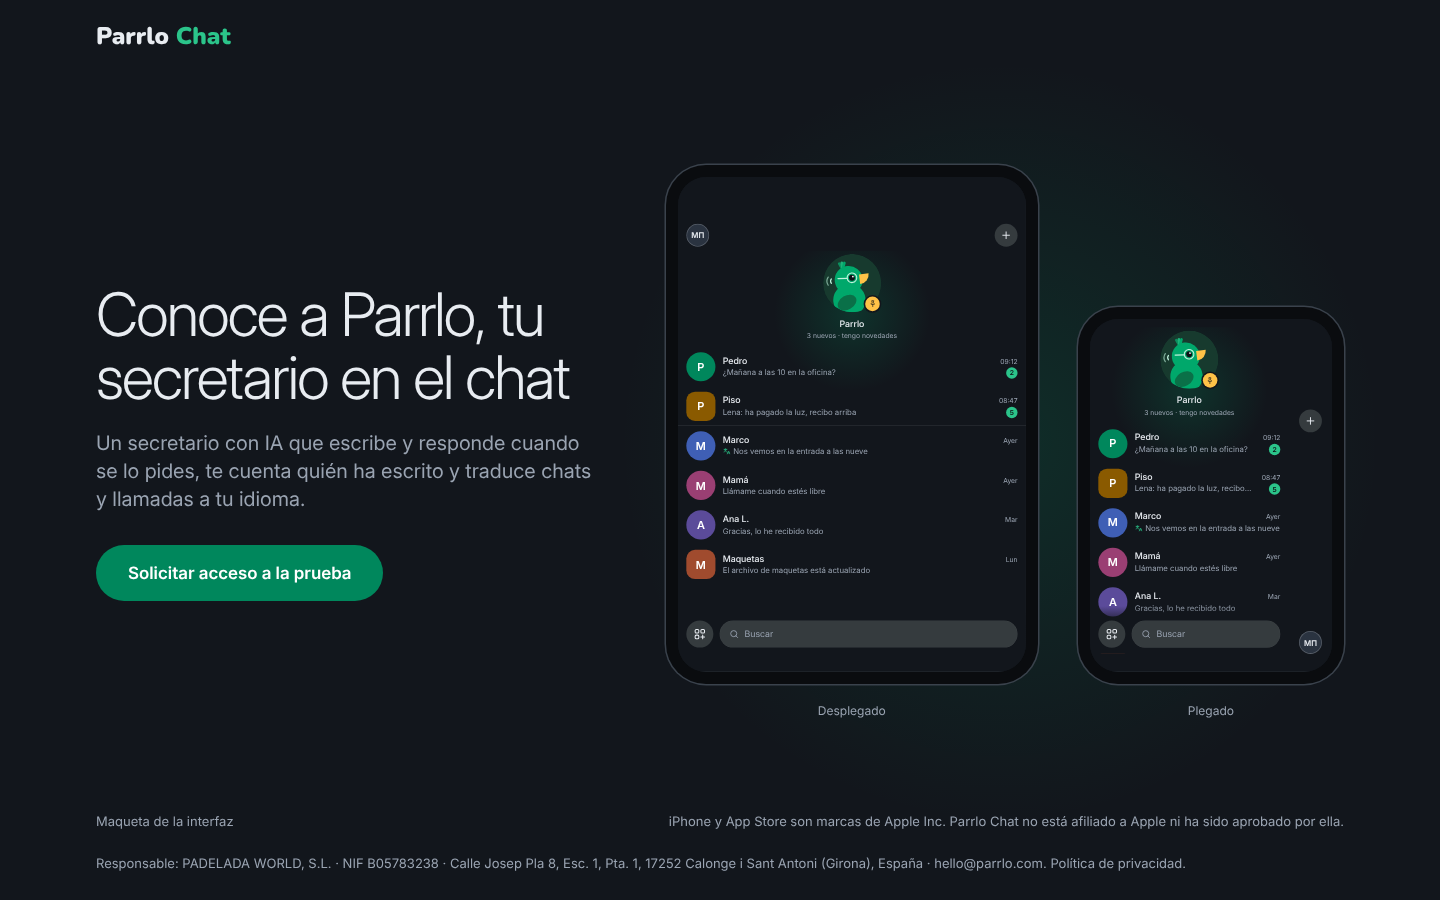 Parrlo Chat
Conoce a Parrlo, tu
secretario en el chat
Un secretario con IA que escribe y responde cuando
se lo pides, te cuenta quién ha escrito y traduce chats
y llamadas a tu idioma.
Solicitar acceso a la prueba
МП
Parrlo
3 nuevos · tengo novedades
P
Pedro
09:12
¿Mañana a las 10 en la oficina?
2
P
Piso
08:47
Lena: ha pagado la luz, recibo arriba
5
M
Marco
Ayer
Nos vemos en la entrada a las nueve
M
Mamá
Ayer
Llámame cuando estés libre
A
Ana L.
Mar
Gracias, lo he recibido todo
M
Maquetas
Lun
El archivo de maquetas está actualizado
Buscar
Desplegado
Parrlo
3 nuevos · tengo novedades
P
Pedro
09:12
¿Mañana a las 10 en la oficina?
2
P
Piso
08:47
Lena: ha pagado la luz, recibo...
5
M
Marco
Ayer
Nos vemos en la entrada a las nueve
M
Mamá
Ayer
Llámame cuando estés libre
A
Ana L.
Mar
Gracias, lo he recibido todo
Buscar
МП
Plegado
Maqueta de la interfaz
iPhone y App Store son marcas de Apple Inc. Parrlo Chat no está afiliado a Apple ni ha sido aprobado por ella.
Responsable: PADELADA WORLD, S.L. · NIF B05783238 · Calle Josep Pla 8, Esc. 1, Pta. 1, 17252 Calonge i Sant Antoni (Girona), España · hello@parrlo.com. Política de privacidad.